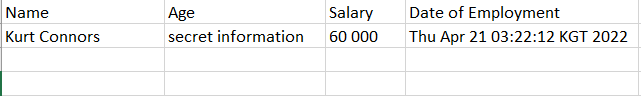 Name Age Salary Date of Employment
Kurt Connors secret information 60 000 Thu Apr 21 03:22:12 KGT 2022